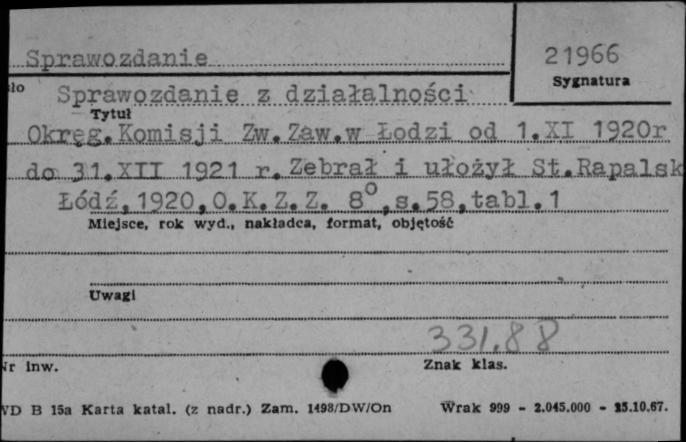 Sprawozdanie
21966
Sygnatura
ło
Sprawozdanie z działalności
Tytuł
Okręg.Komisji Zw.Zaw.w Łodzi od 1.XI 1920r
do 31.XII 1921 r.Zebrał i ułożył St.Rapalsk
Łódź,1920,O.K.Z.Z. 8⁰,s.58,tabl.1
Miejsce, rok wyd., nakładca, format, objętość
Uwagi
331.88
Nr inw.
Znak klas.
VD B 15a Karta katal. (z nadr.) Zam. 1498/DW/On
Wrak 999 - 2.045.000 - 25.10.67.